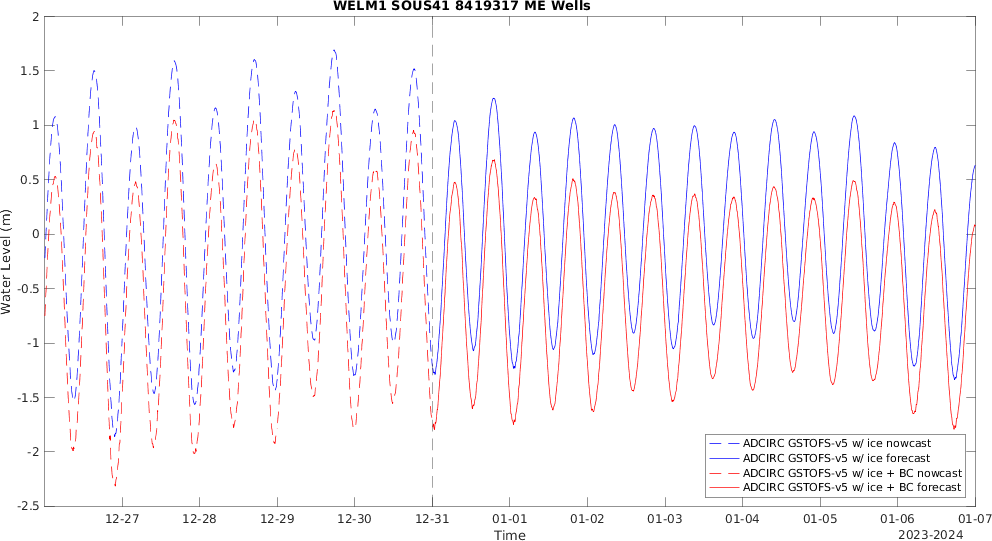 WELM1 SOUS41 8419317 ME Wells
2
1.5
1
0.5
0
-0.5
-1
-1.5
-2
-2.5
Water Level (m)
12-27 12-28 12-29 12-30 12-31 01-01 01-02 01-03 01-04 01-05 01-06 01-07
Time
2023-2024
ADCIRC GSTOFS-v5 w/ ice nowcast
ADCIRC GSTOFS-v5 w/ ice forecast
ADCIRC GSTOFS-v5 w/ ice + BC nowcast
ADCIRC GSTOFS-v5 w/ ice + BC forecast